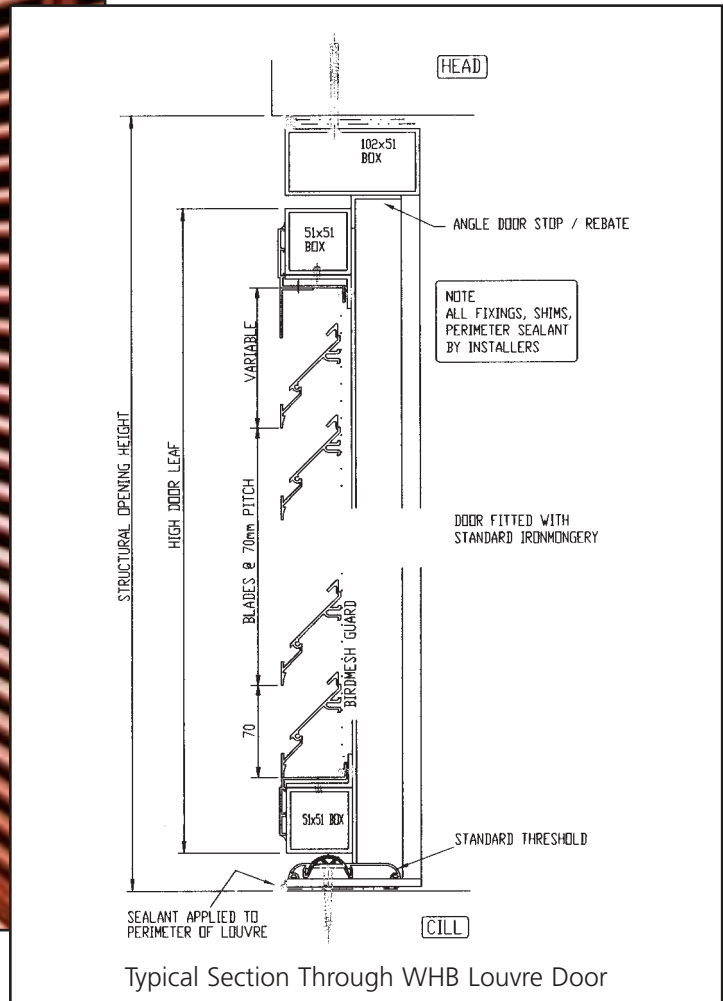 HEAD
102x51
BOX
ANGLE DOOR STOP / REBATE
51x51
BOX
NOTE
ALL FIXINGS, SHIMS,
PERIMETER SEALANT
BY INSTALLERS
VARIABLE
STRUCTURAL OPENING HEIGHT
HIGH DOOR LEAF
BLADES @ 70mm PITCH
DOOR FITTED WITH
STANDARD IRONMONGERY
BIRDMESH GUARD
70
51x51 BOX
STANDARD THRESHOLD
SEALANT APPLIED TO
PERIMETER OF LOUVRE
CILL
Typical Section Through WHB Louvre Door